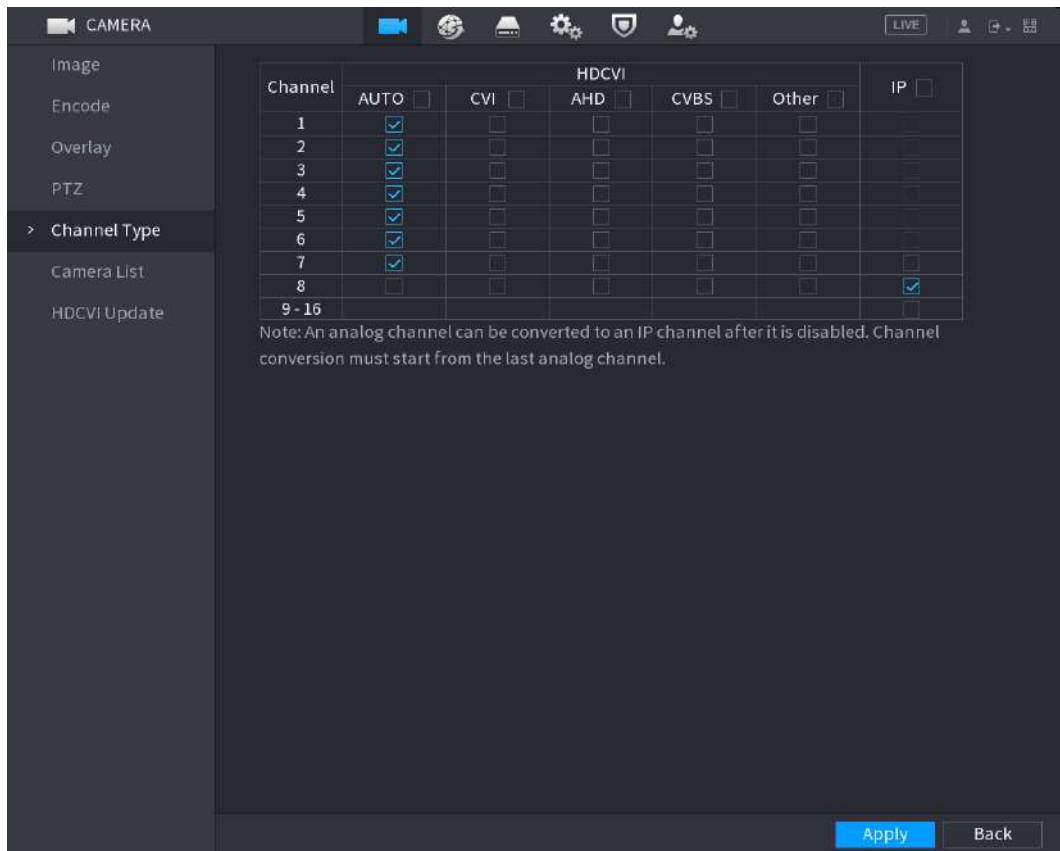 CAMERA
LIVE
Image
Encode
Overlay
PTZ
> Channel Type
Camera List
HDCVI Update
Channel HDCVI IP
AUTO CVI AHD CVBS Other
1
2
3
4
5
6
7
8
9 - 16
Note: An analog channel can be converted to an IP channel after it is disabled. Channel
conversion must start from the last analog channel.
Apply Back